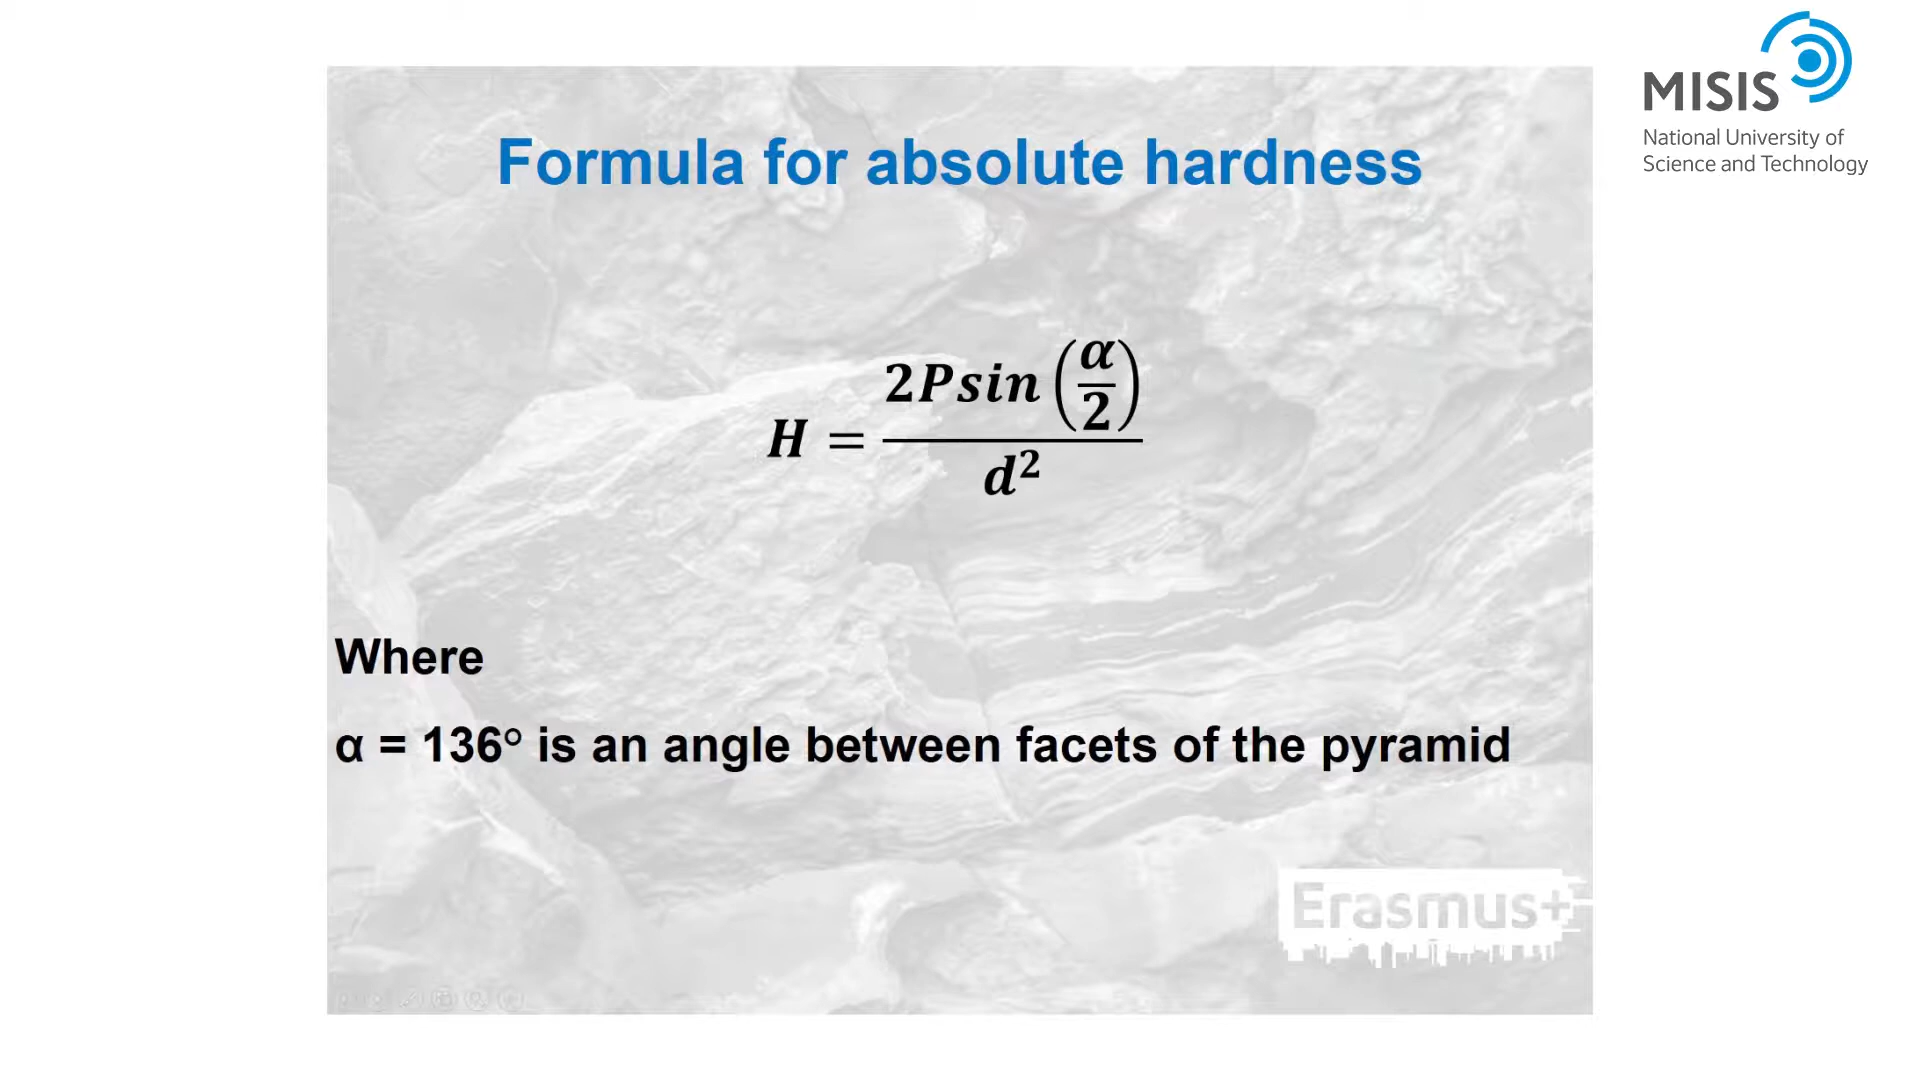 MISIS
National University of
Science and Technology
Formula for absolute hardness
H = 2Psin(α/2) / d²
Where
α = 136° is an angle between facets of the pyramid
Erasmus+